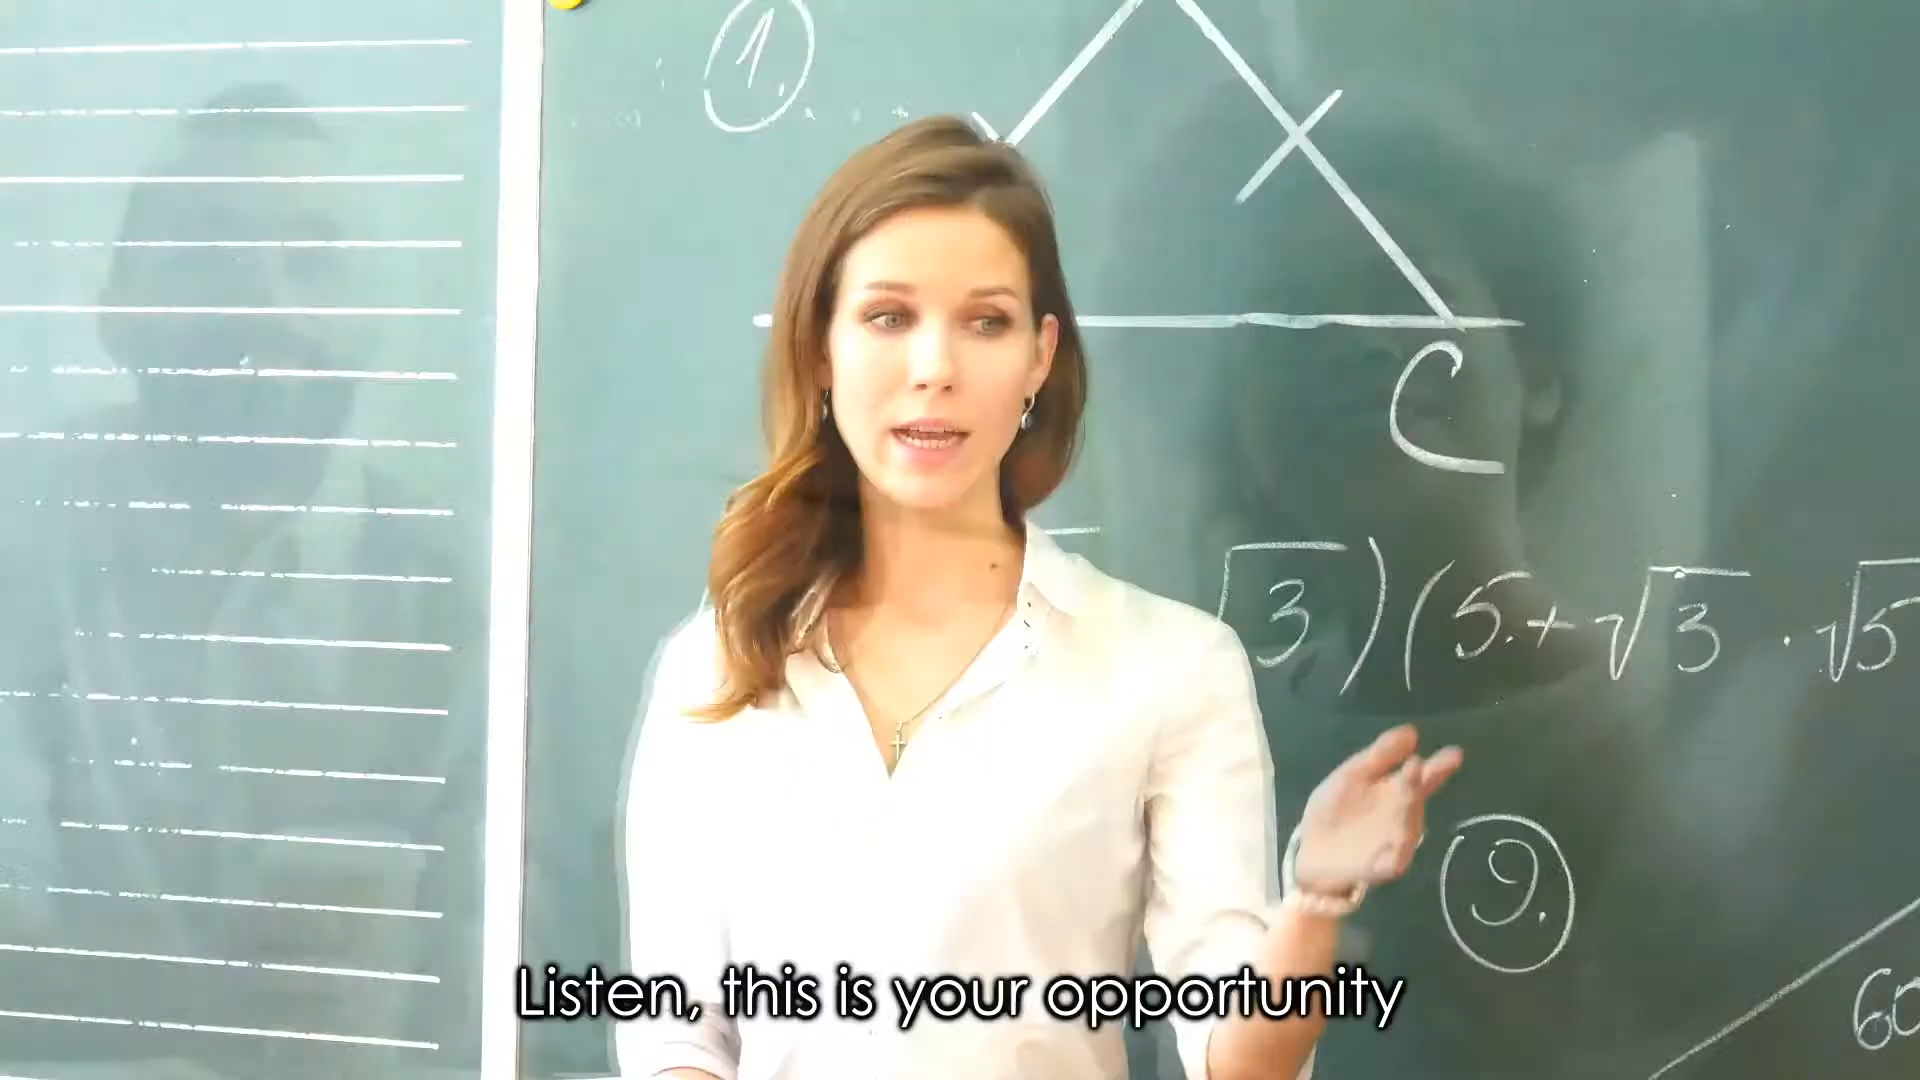 1.
C
√3)(5+√3·√5
9.
60
Listen, this is your opportunity